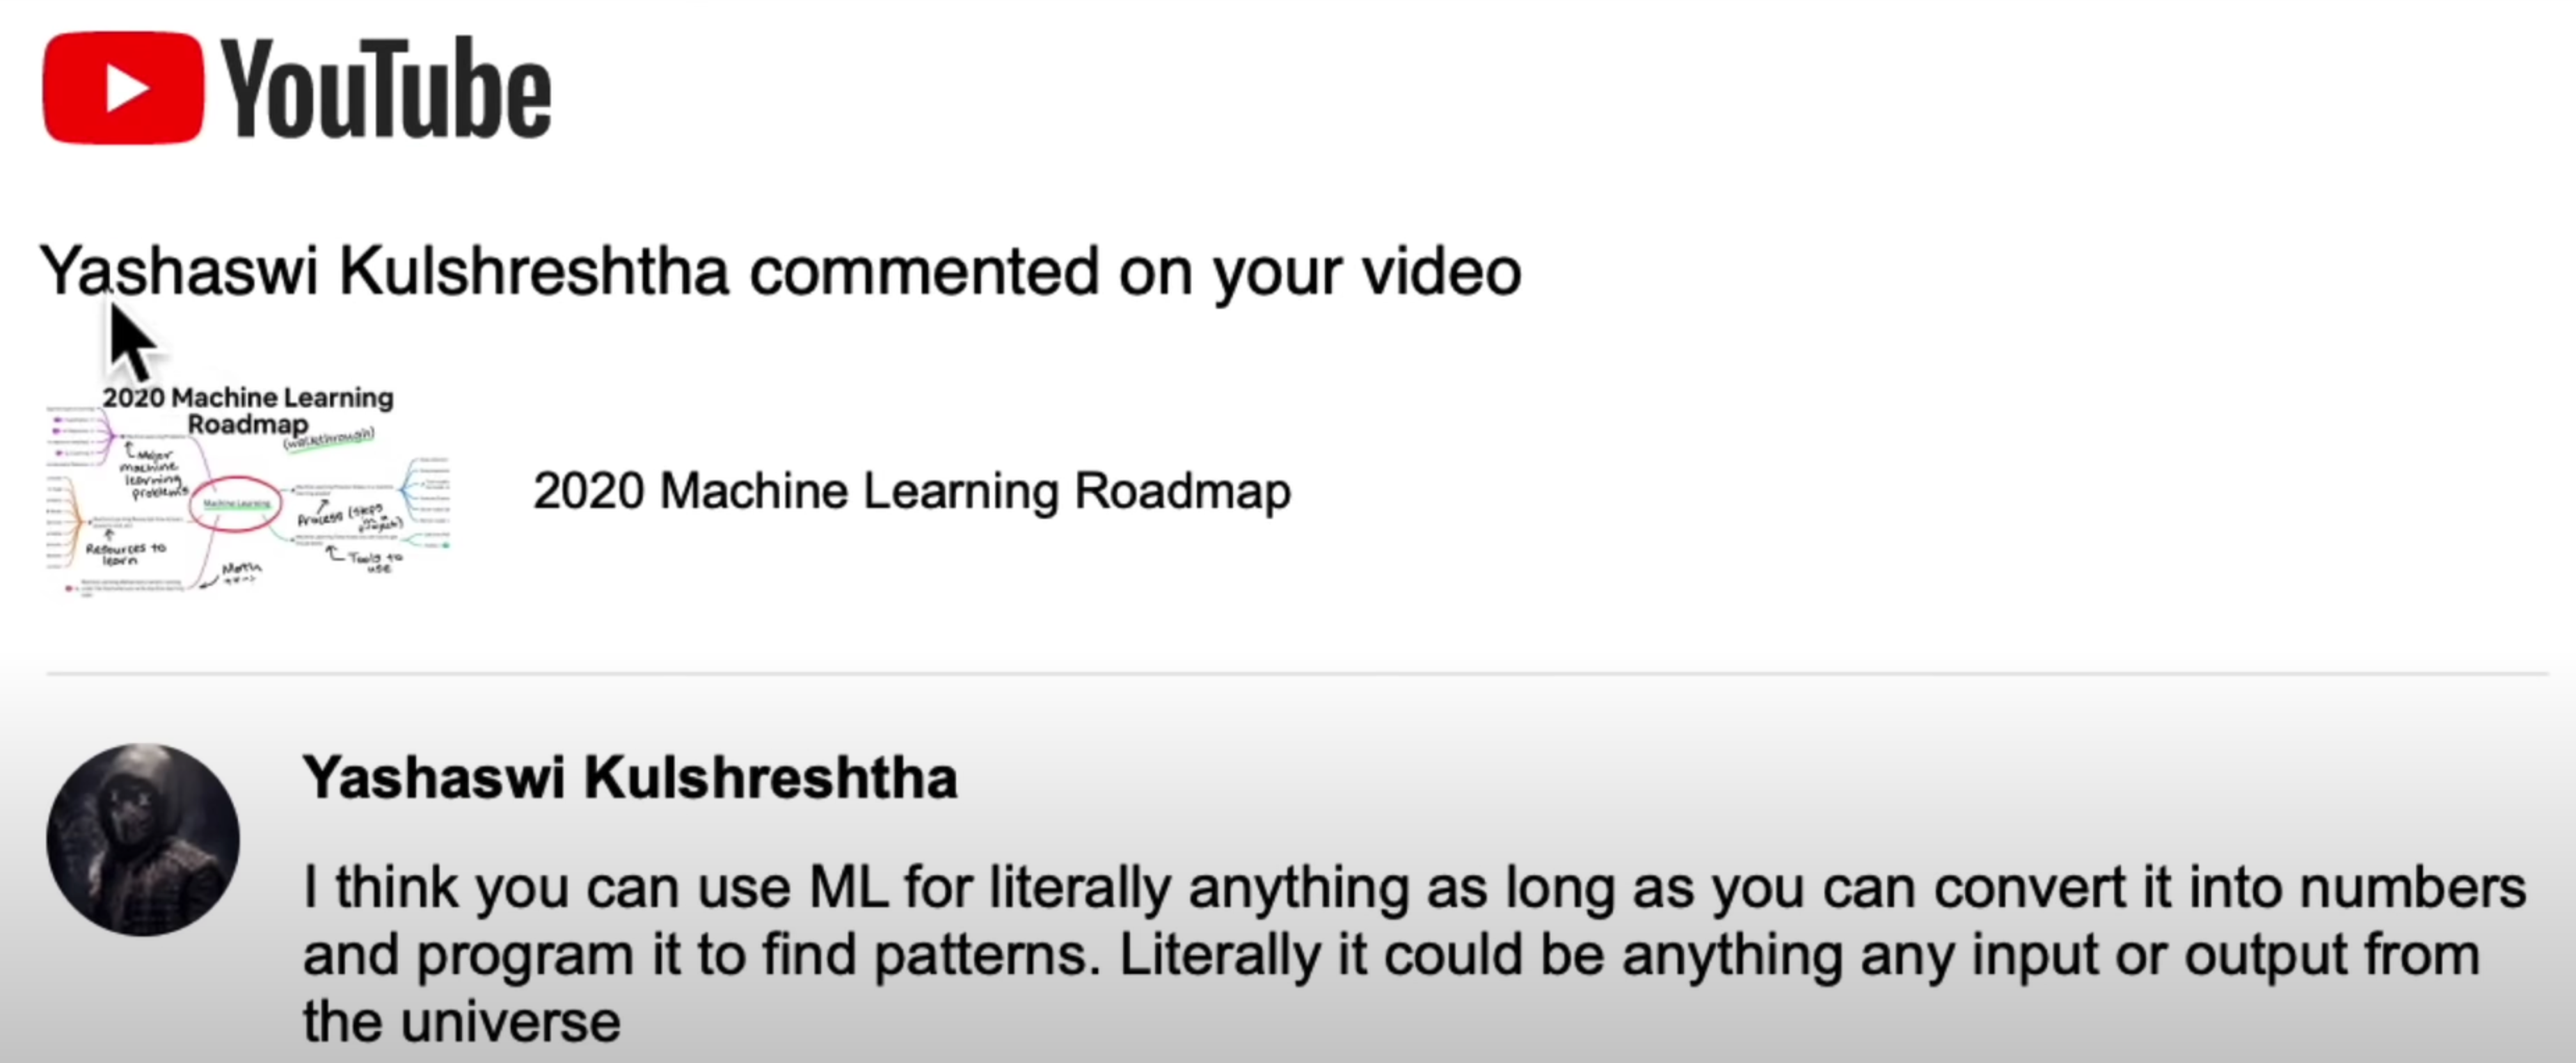 YouTube
Yashaswi Kulshreshtha commented on your video
2020 Machine Learning
Roadmap
(walkthrough)
Major
machine
learning
problems
Machine Learning
Process (steps
in a
project)
Resources to
learn
Tools to
use
Math
2020 Machine Learning Roadmap
Yashaswi Kulshreshtha
I think you can use ML for literally anything as long as you can convert it into numbers
and program it to find patterns. Literally it could be anything any input or output from
the universe